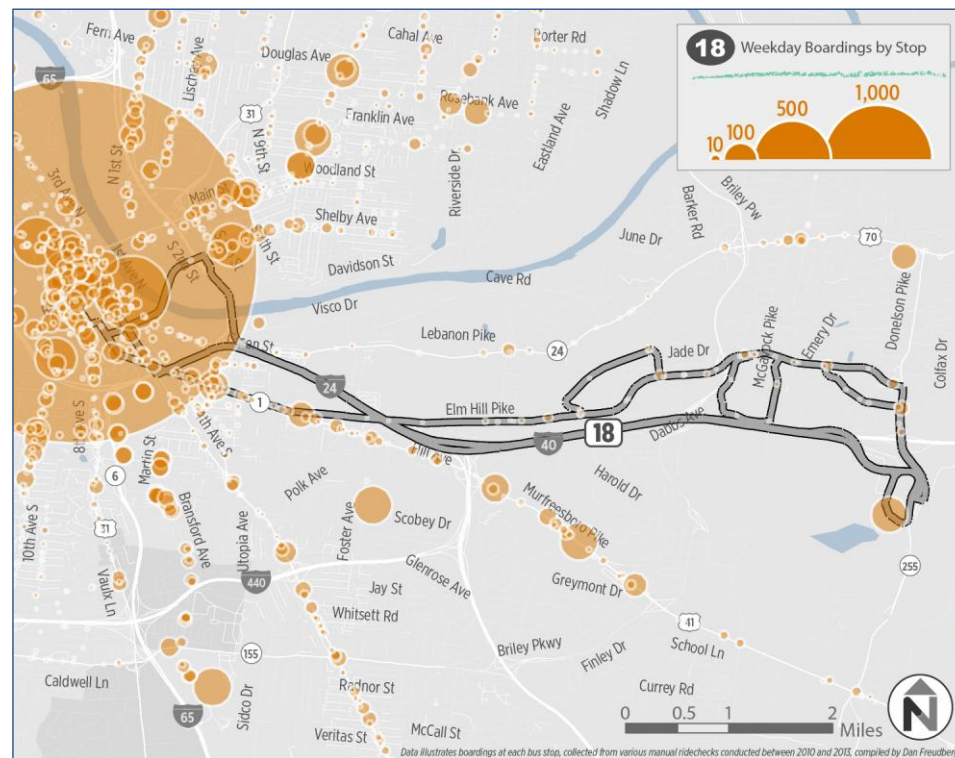 18 Weekday Boardings by Stop
10 100 500 1,000
Fern Ave
Lischey Ave
Douglas Ave
Cahal Ave
Porter Rd
65
31
N 9th St
Franklin Ave
Rosebank Ave
Eastland Ave
Shadow Ln
N 1st St
3rd Ave N
Woodland St
Main St
Riverside Dr
Shelby Ave
1st Ave N
S 2nd St
Davidson St
Barker Rd
Briley Pw
June Dr
70
Cave Rd
Visco Dr
Lebanon Pike
24
Donelson Pike
Jade Dr
McGavock Pike
Emery Dr
Colfax Dr
24
1
Elm Hill Pike
18
40
Dabbs Ave
8th Ave S
4th Ave S
6
Martin St
Polk Ave
Hill Ave
Harold Dr
Murfreesboro Pike
31
Bransford Ave
Utopia Ave
Foster Ave
Scobey Dr
10th Ave S
Vaulx Ln
440
Jay St
Glenrose Ave
Greymont Dr
255
Whitsett Rd
41
155
Briley Pkwy
Finley Dr
School Ln
Caldwell Ln
65
Sidco Dr
Radnor St
Currey Rd
Veritas St
McCall St
0 0.5 1 2
Miles
N
Data illustrates boardings at each bus stop, collected from various manual ridechecks conducted between 2010 and 2013, compiled by Dan Freudberg